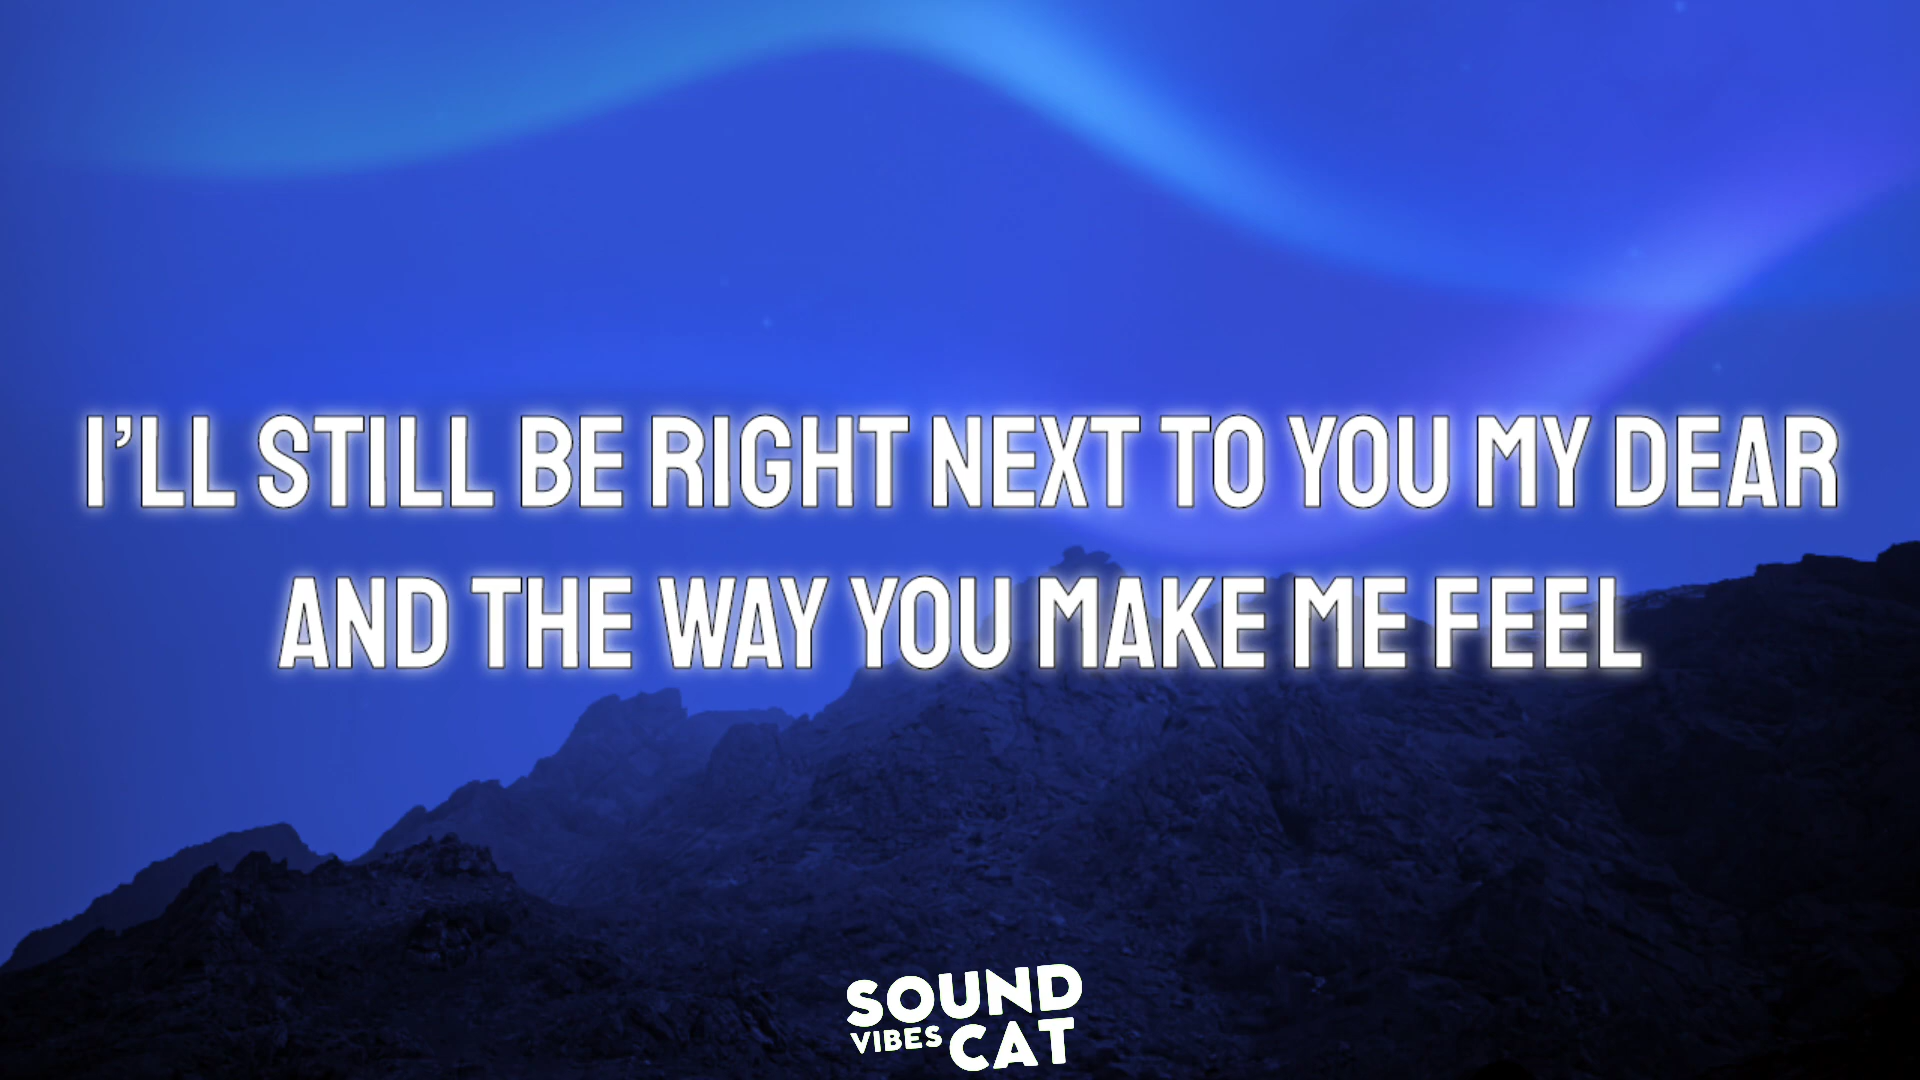 I’LL STILL BE RIGHT NEXT TO YOU MY DEAR
AND THE WAY YOU MAKE ME FEEL
SOUND
VIBES CAT